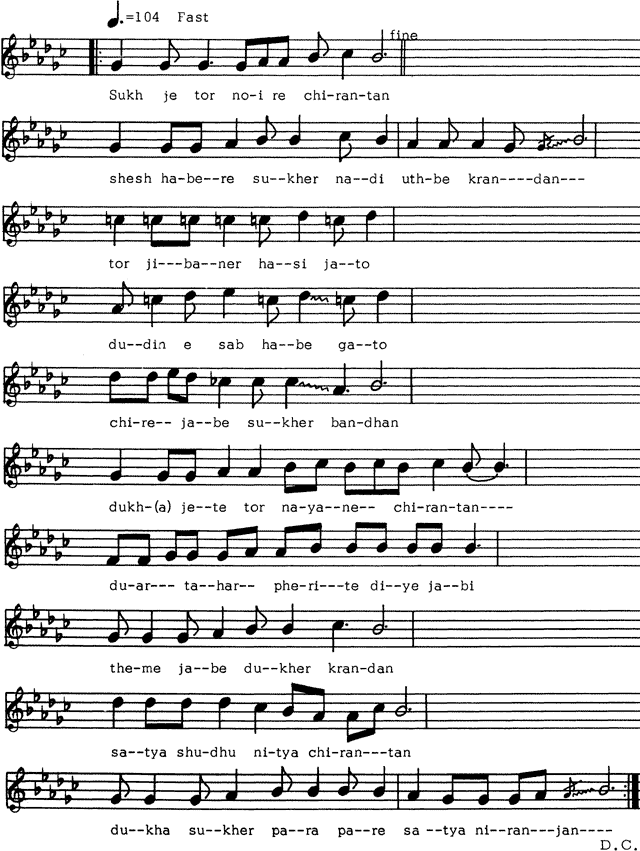 ♩.=104 Fast
fine
Sukh je tor no-i re chi-ran-tan
shesh ha-be--re su--kher na--di uth-be kran----dan---
tor ji---ba--ner ha--si ja--to
du--din e sab ha--be ga--to
chi-re-- ja--be su--kher ban-dhan
dukh-(a) je--te tor na-ya--ne-- chi-ran-tan----
du-ar--- ta--har-- phe-ri--te di--ye ja--bi
the-me ja--be du--kher kran-dan
sa--tya shu-dhu ni-tya chi-ran---tan
du--kha su--kher pa--ra pa--re sa --tya ni--ran---jan----
D.C.